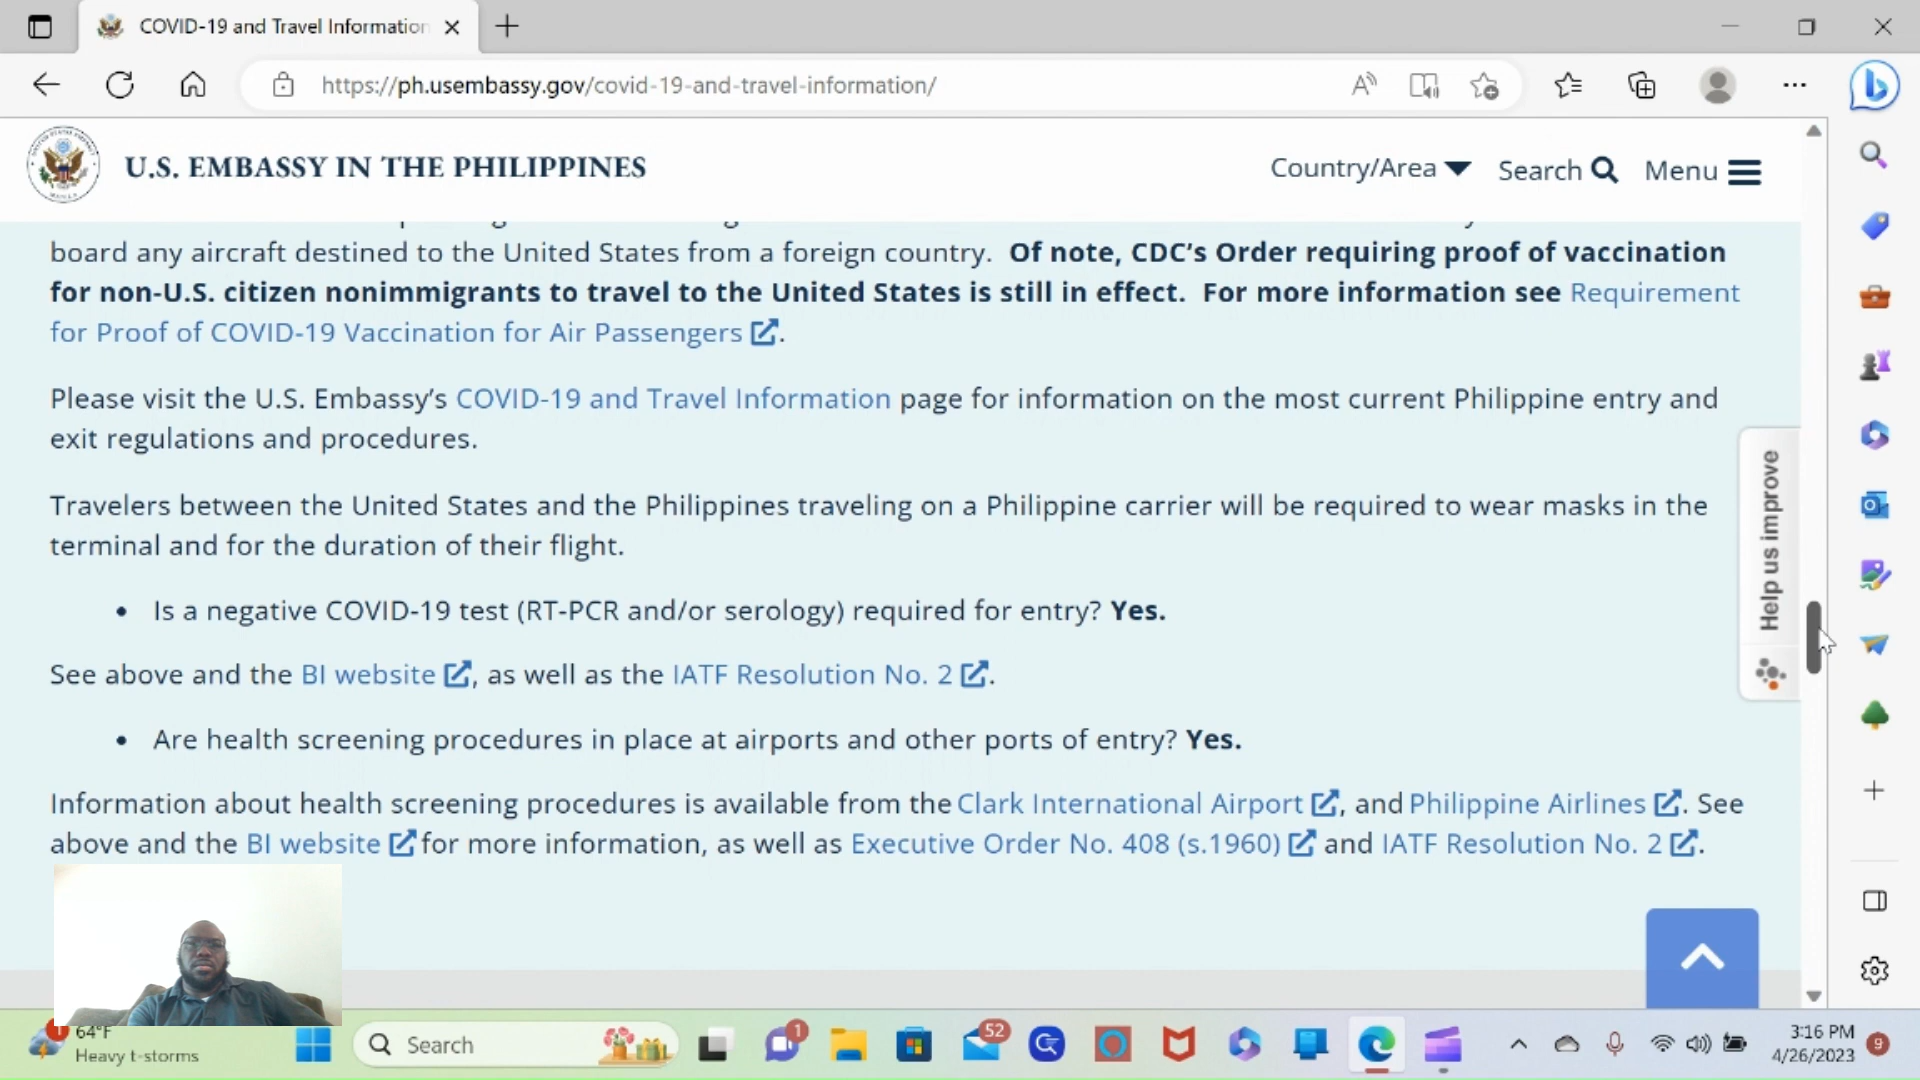 COVID-19 and Travel Information
https://ph.usembassy.gov/covid-19-and-travel-information/
U.S. EMBASSY IN THE PHILIPPINES
Country/Area
Search
Menu
board any aircraft destined to the United States from a foreign country. Of note, CDC's Order requiring proof of vaccination
for non-U.S. citizen nonimmigrants to travel to the United States is still in effect. For more information see Requirement
for Proof of COVID-19 Vaccination for Air Passengers.
Please visit the U.S. Embassy's COVID-19 and Travel Information page for information on the most current Philippine entry and
exit regulations and procedures.
Travelers between the United States and the Philippines traveling on a Philippine carrier will be required to wear masks in the
terminal and for the duration of their flight.
• Is a negative COVID-19 test (RT-PCR and/or serology) required for entry? Yes.
See above and the BI website, as well as the IATF Resolution No. 2.
• Are health screening procedures in place at airports and other ports of entry? Yes.
Information about health screening procedures is available from the Clark International Airport, and Philippine Airlines. See
above and the BI website for more information, as well as Executive Order No. 408 (s.1960) and IATF Resolution No. 2.
Help us improve
1
64°F
Heavy t-storms
Search
1
52
3:16 PM
4/26/2023
9